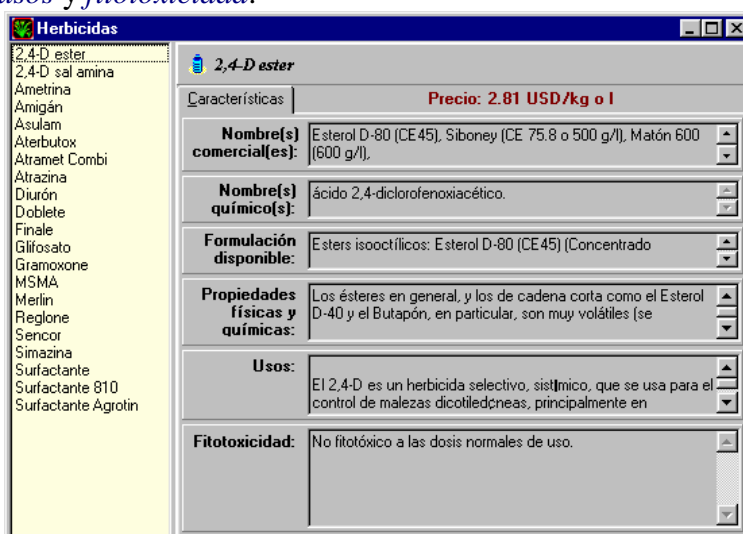 usos y fitotoxicidad.
Herbicidas
2,4-D ester
2,4-D sal amina
Ametrina
Amigán
Asulam
Aterbutox
Atramet Combi
Atrazina
Diurón
Doblete
Finale
Glifosato
Gramoxone
MSMA
Merlin
Reglone
Sencor
Simazina
Surfactante
Surfactante 810
Surfactante Agrotin
2,4-D ester
Características
Precio: 2.81 USD/kg o l
Nombre(s)
comercial(es):
Esterol D-80 (CE45), Siboney (CE 75.8 o 500 g/l), Matón 600
(600 g/l),
Nombre(s)
químico(s):
ácido 2,4-diclorofenoxiacético.
Formulación
disponible:
Esters isooctílicos: Esterol D-80 (CE45) (Concentrado
Propiedades
físicas y
químicas:
Los ésteres en general, y los de cadena corta como el Esterol
D-40 y el Butapón, en particular, son muy volátiles (se
Usos:
El 2,4-D es un herbicida selectivo, sist¡mico, que se usa para el
control de malezas dicotiled¢neas, principalmente en
Fitotoxicidad:
No fitotóxico a las dosis normales de uso.